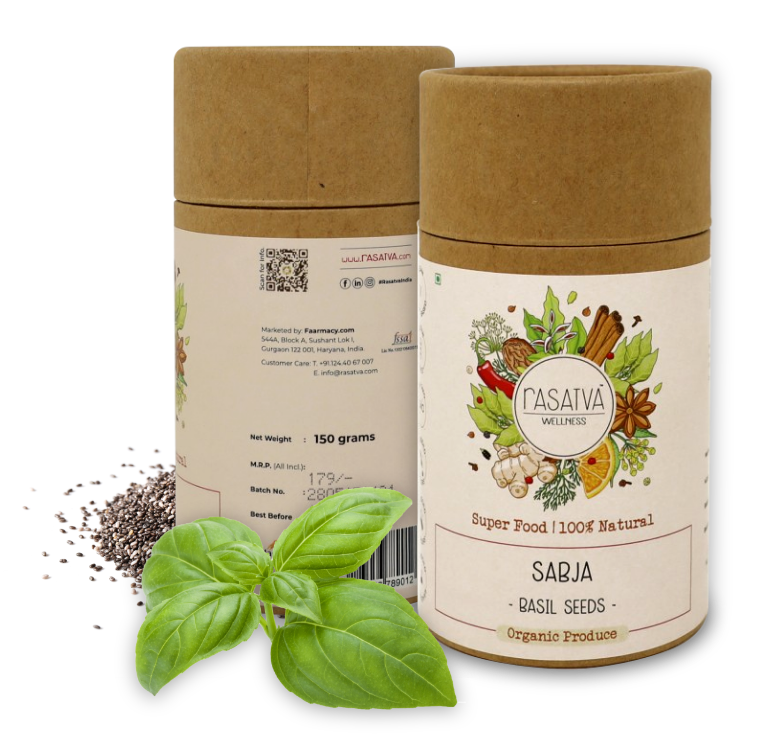 Scan for Info.
www.rasatva.com
#RasatvaIndia
Marketed by: Faarmacy.com
544A, Block A, Sushant Lok I,
Gurgaon 122 001, Haryana, India.
Customer Care: T. +91.124.40 67 007
E. info@rasatva.com
fssai
Net Weight : 150 grams
M.R.P. (All Incl.): 179/-
Batch No. :
Best Before
789012
RASATVA
WELLNESS
Super Food | 100% Natural
SABJA
- BASIL SEEDS -
Organic Produce